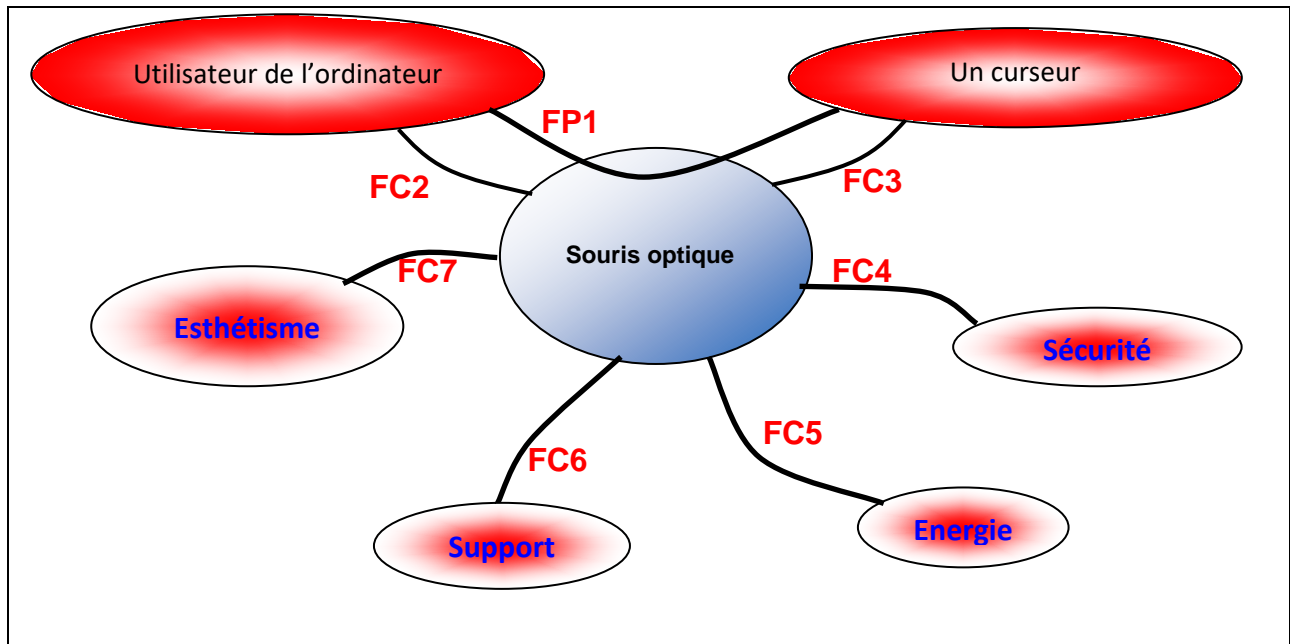 Utilisateur de l'ordinateur
Un curseur
FP1
FC2
FC3
Souris optique
FC7
FC4
Esthétisme
Sécurité
FC5
FC6
Energie
Support